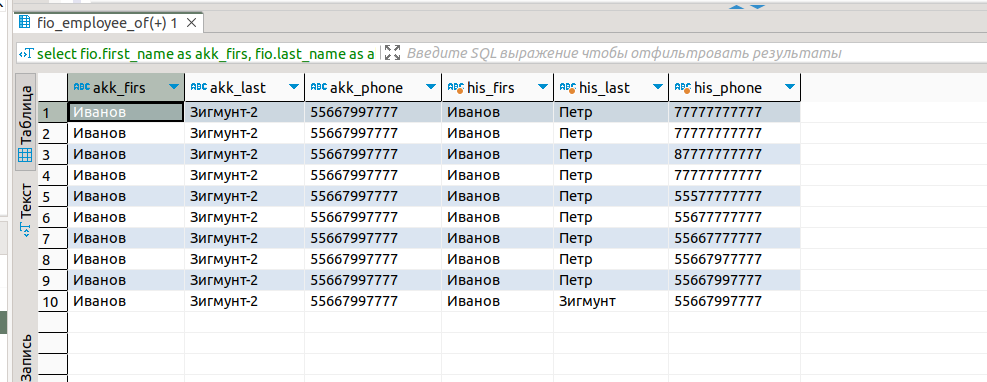 fio_employee_of(+) 1
select fio.first_name as akk_firs, fio.last_name as a Введите SQL выражение чтобы отфильтровать результаты
Таблица
Текст
Запись
akk_firs akk_last akk_phone his_firs his_last his_phone
1 Иванов Зигмунт-2 55667997777 Иванов Петр 77777777777
2 Иванов Зигмунт-2 55667997777 Иванов Петр 77777777777
3 Иванов Зигмунт-2 55667997777 Иванов Петр 87777777777
4 Иванов Зигмунт-2 55667997777 Иванов Петр 77777777777
5 Иванов Зигмунт-2 55667997777 Иванов Петр 55577777777
6 Иванов Зигмунт-2 55667997777 Иванов Петр 55677777777
7 Иванов Зигмунт-2 55667997777 Иванов Петр 55667777777
8 Иванов Зигмунт-2 55667997777 Иванов Петр 55667967777
9 Иванов Зигмунт-2 55667997777 Иванов Петр 55667997777
10 Иванов Зигмунт-2 55667997777 Иванов Зигмунт 55667997777